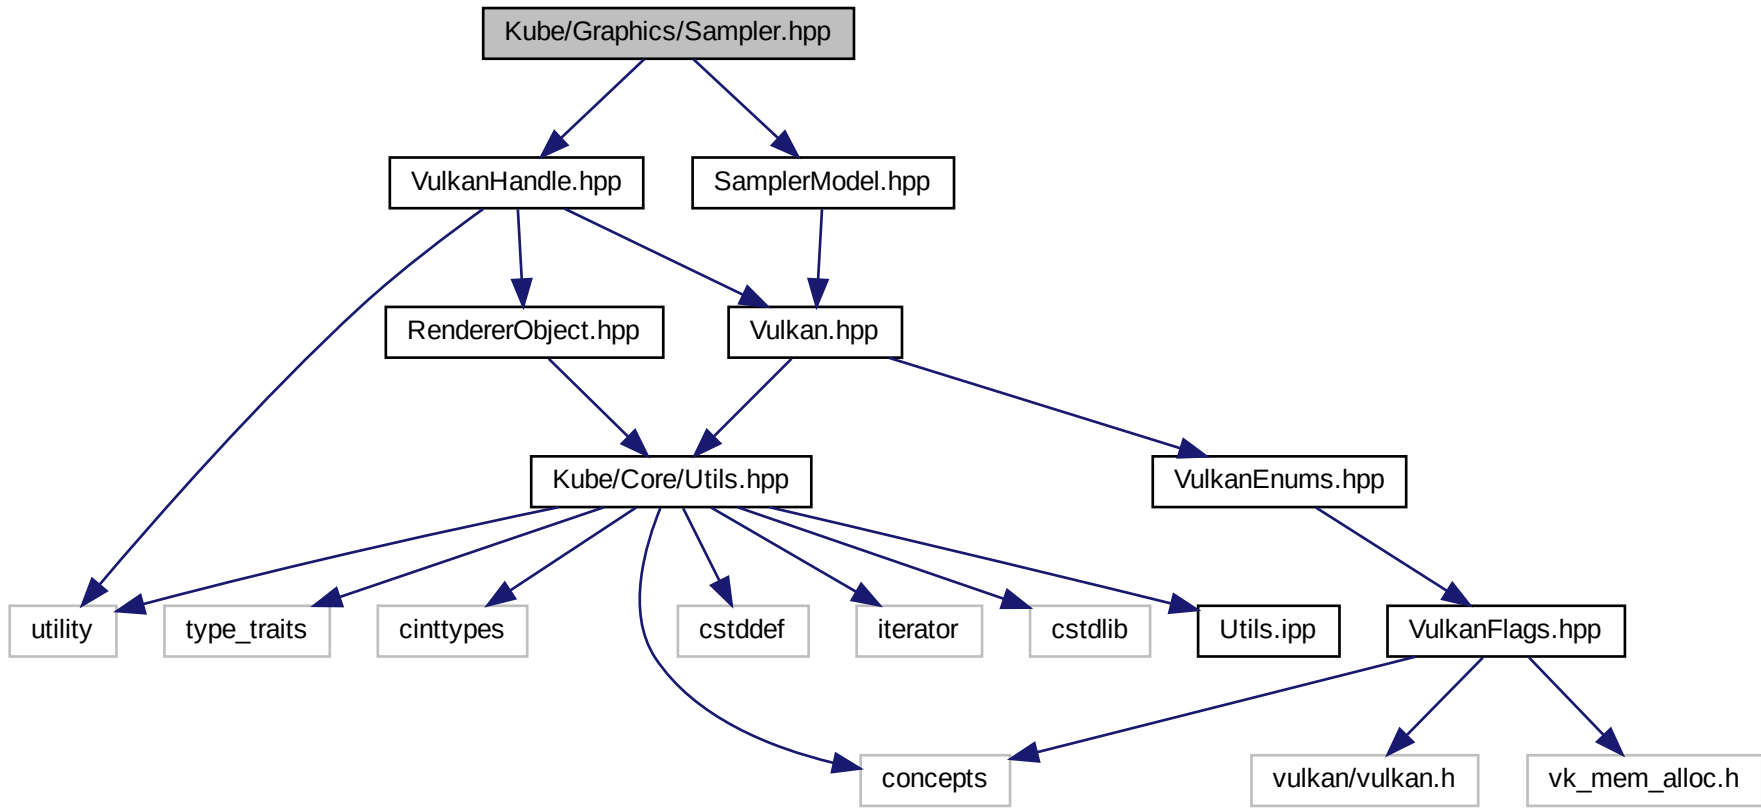 Kube/Graphics/Sampler.hpp
VulkanHandle.hpp
SamplerModel.hpp
RendererObject.hpp
Vulkan.hpp
Kube/Core/Utils.hpp
VulkanEnums.hpp
utility
type_traits
cinttypes
cstddef
iterator
cstdlib
Utils.ipp
VulkanFlags.hpp
concepts
vulkan/vulkan.h
vk_mem_alloc.h